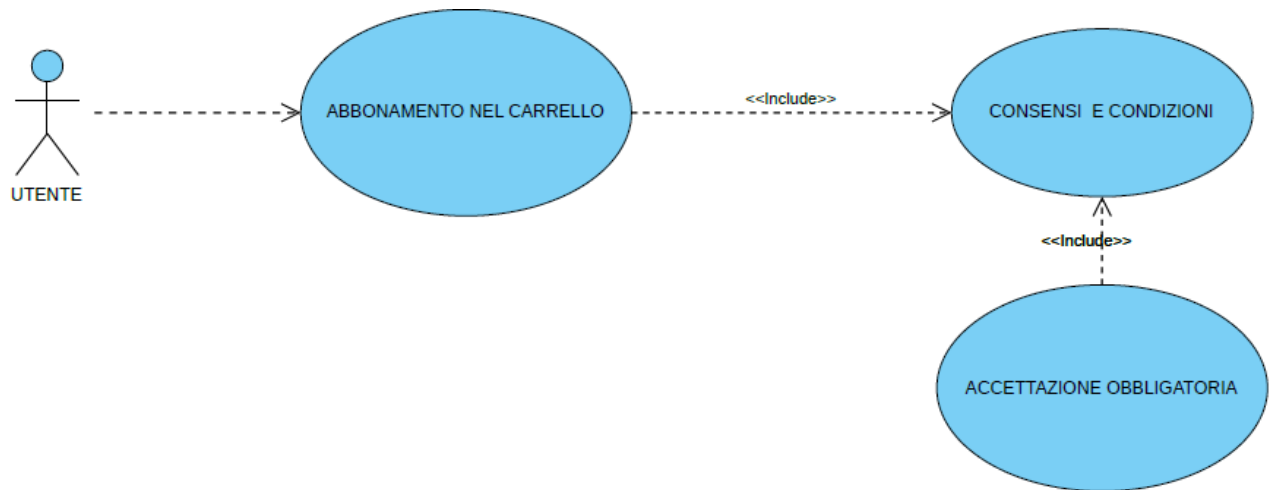 ABBONAMENTO NEL CARRELLO
<<Include>>
CONSENSI E CONDIZIONI
UTENTE
<<Include>>
ACCETTAZIONE OBBLIGATORIA